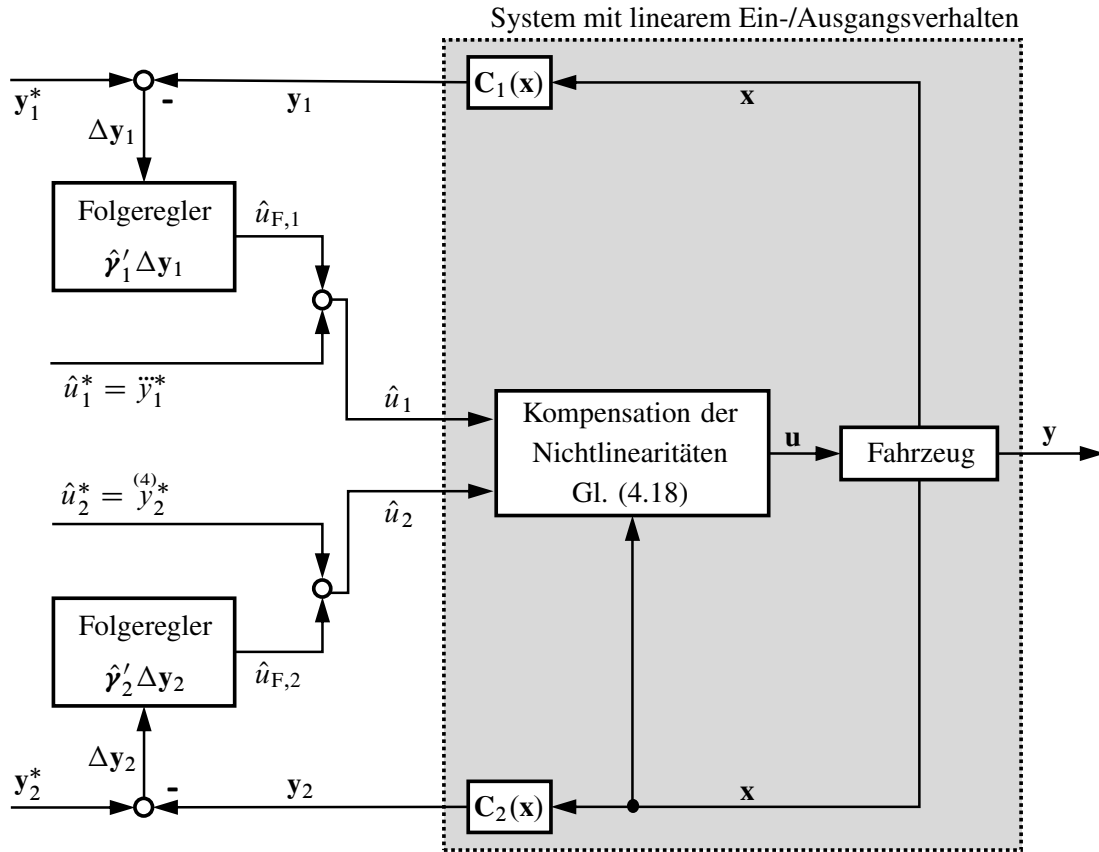 System mit linearem Ein-/Ausgangsverhalten
y₁*
-
y₁
C₁(x)
x
Δy₁
Folgeregler
γ̂₁′Δy₁
û_F,1
û₁* = y⃛₁*
û₁
Kompensation der
Nichtlinearitäten
Gl. (4.18)
u
Fahrzeug
y
û₂* = y⁽⁴⁾₂*
û₂
Folgeregler
γ̂₂′Δy₂
û_F,2
Δy₂
y₂*
-
y₂
C₂(x)
x